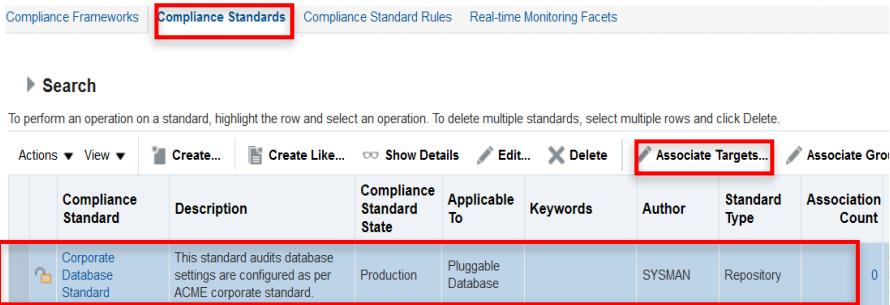 Compliance Frameworks Compliance Standards Compliance Standard Rules Real-time Monitoring Facets
Search
To perform an operation on a standard, highlight the row and select an operation. To delete multiple standards, select multiple rows and click Delete.
Actions View Create... Create Like... Show Details Edit... Delete Associate Targets... Associate Gro
Compliance Standard Description Compliance Standard State Applicable To Keywords Author Standard Type Association Count
Corporate Database Standard This standard audits database settings are configured as per ACME corporate standard. Production Pluggable Database SYSMAN Repository 0